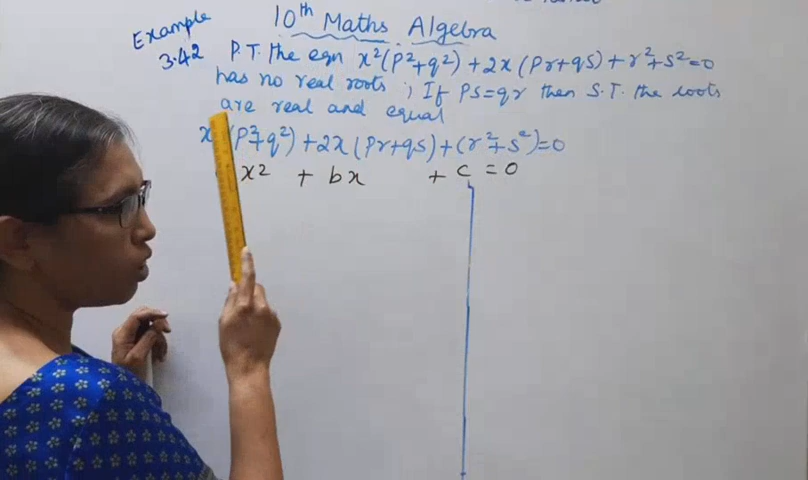 10th Maths Algebra
Example
3.42 P.T. the eqn x²(p²+q²) + 2x (pr+qs) + r²+s²=0
has no real roots ; If ps=qr then S.T. the roots
are real and equal
x (p²+q²) +2x (pr+qs) + (r²+s²)=0
x² + bx + c = 0